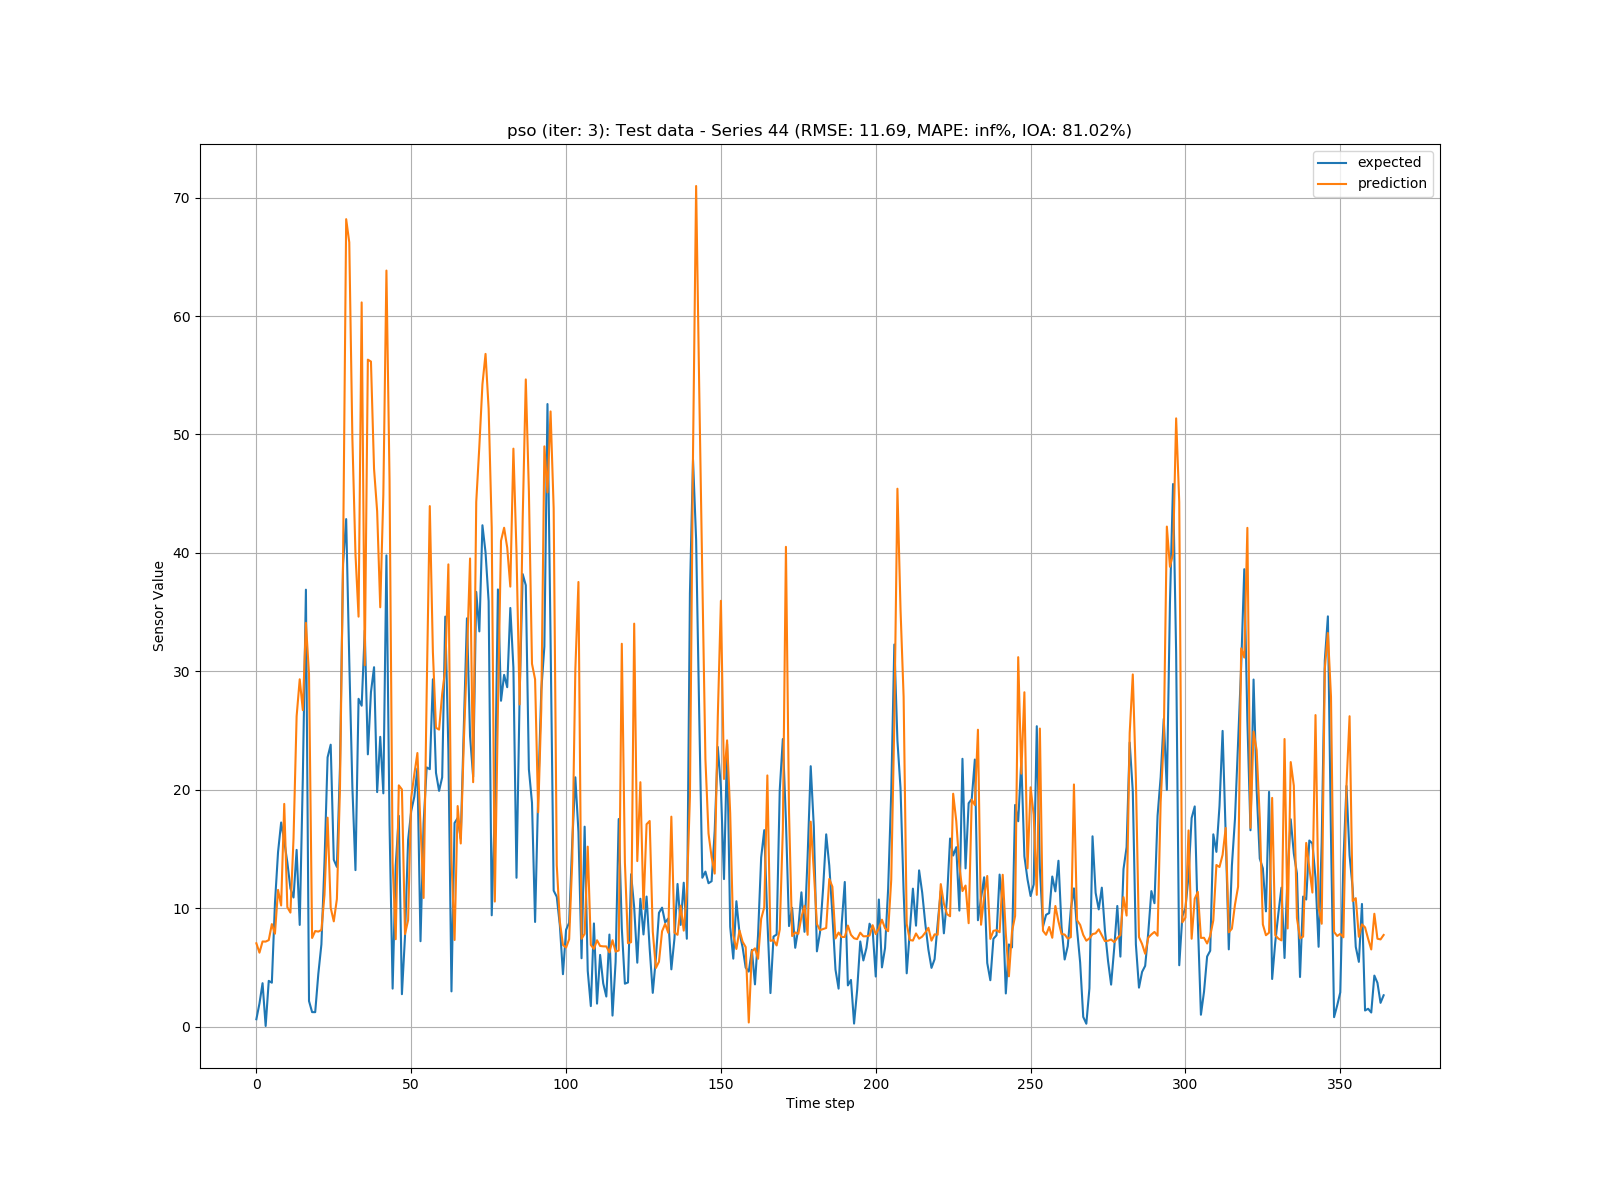 pso (iter: 3): Test data - Series 44 (RMSE: 11.69, MAPE: inf%, IOA: 81.02%)
expected
prediction
70
60
50
40
30
20
10
0
Sensor Value
0 50 100 150 200 250 300 350
Time step